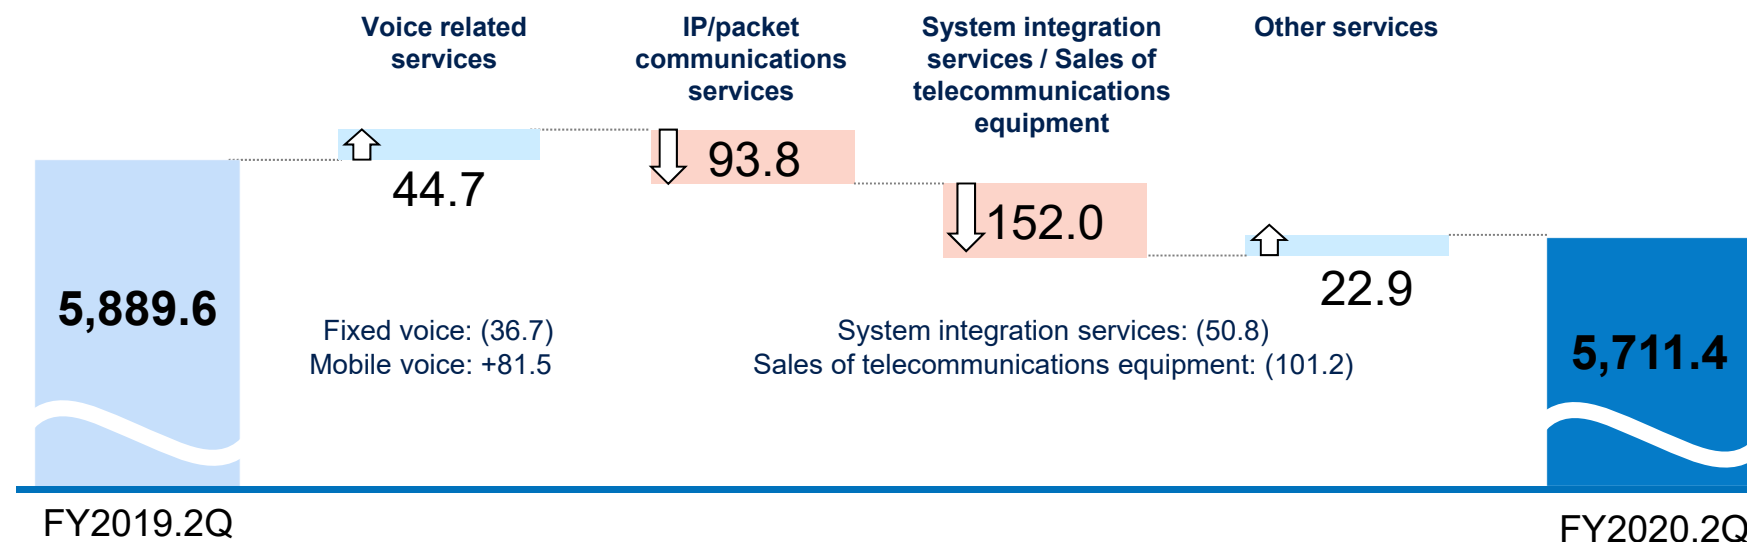 Voice related
services
IP/packet
communications
services
System integration
services / Sales of
telecommunications
equipment
Other services
44.7
93.8
152.0
22.9
5,889.6
Fixed voice: (36.7)
Mobile voice: +81.5
System integration services: (50.8)
Sales of telecommunications equipment: (101.2)
5,711.4
FY2019.2Q
FY2020.2Q